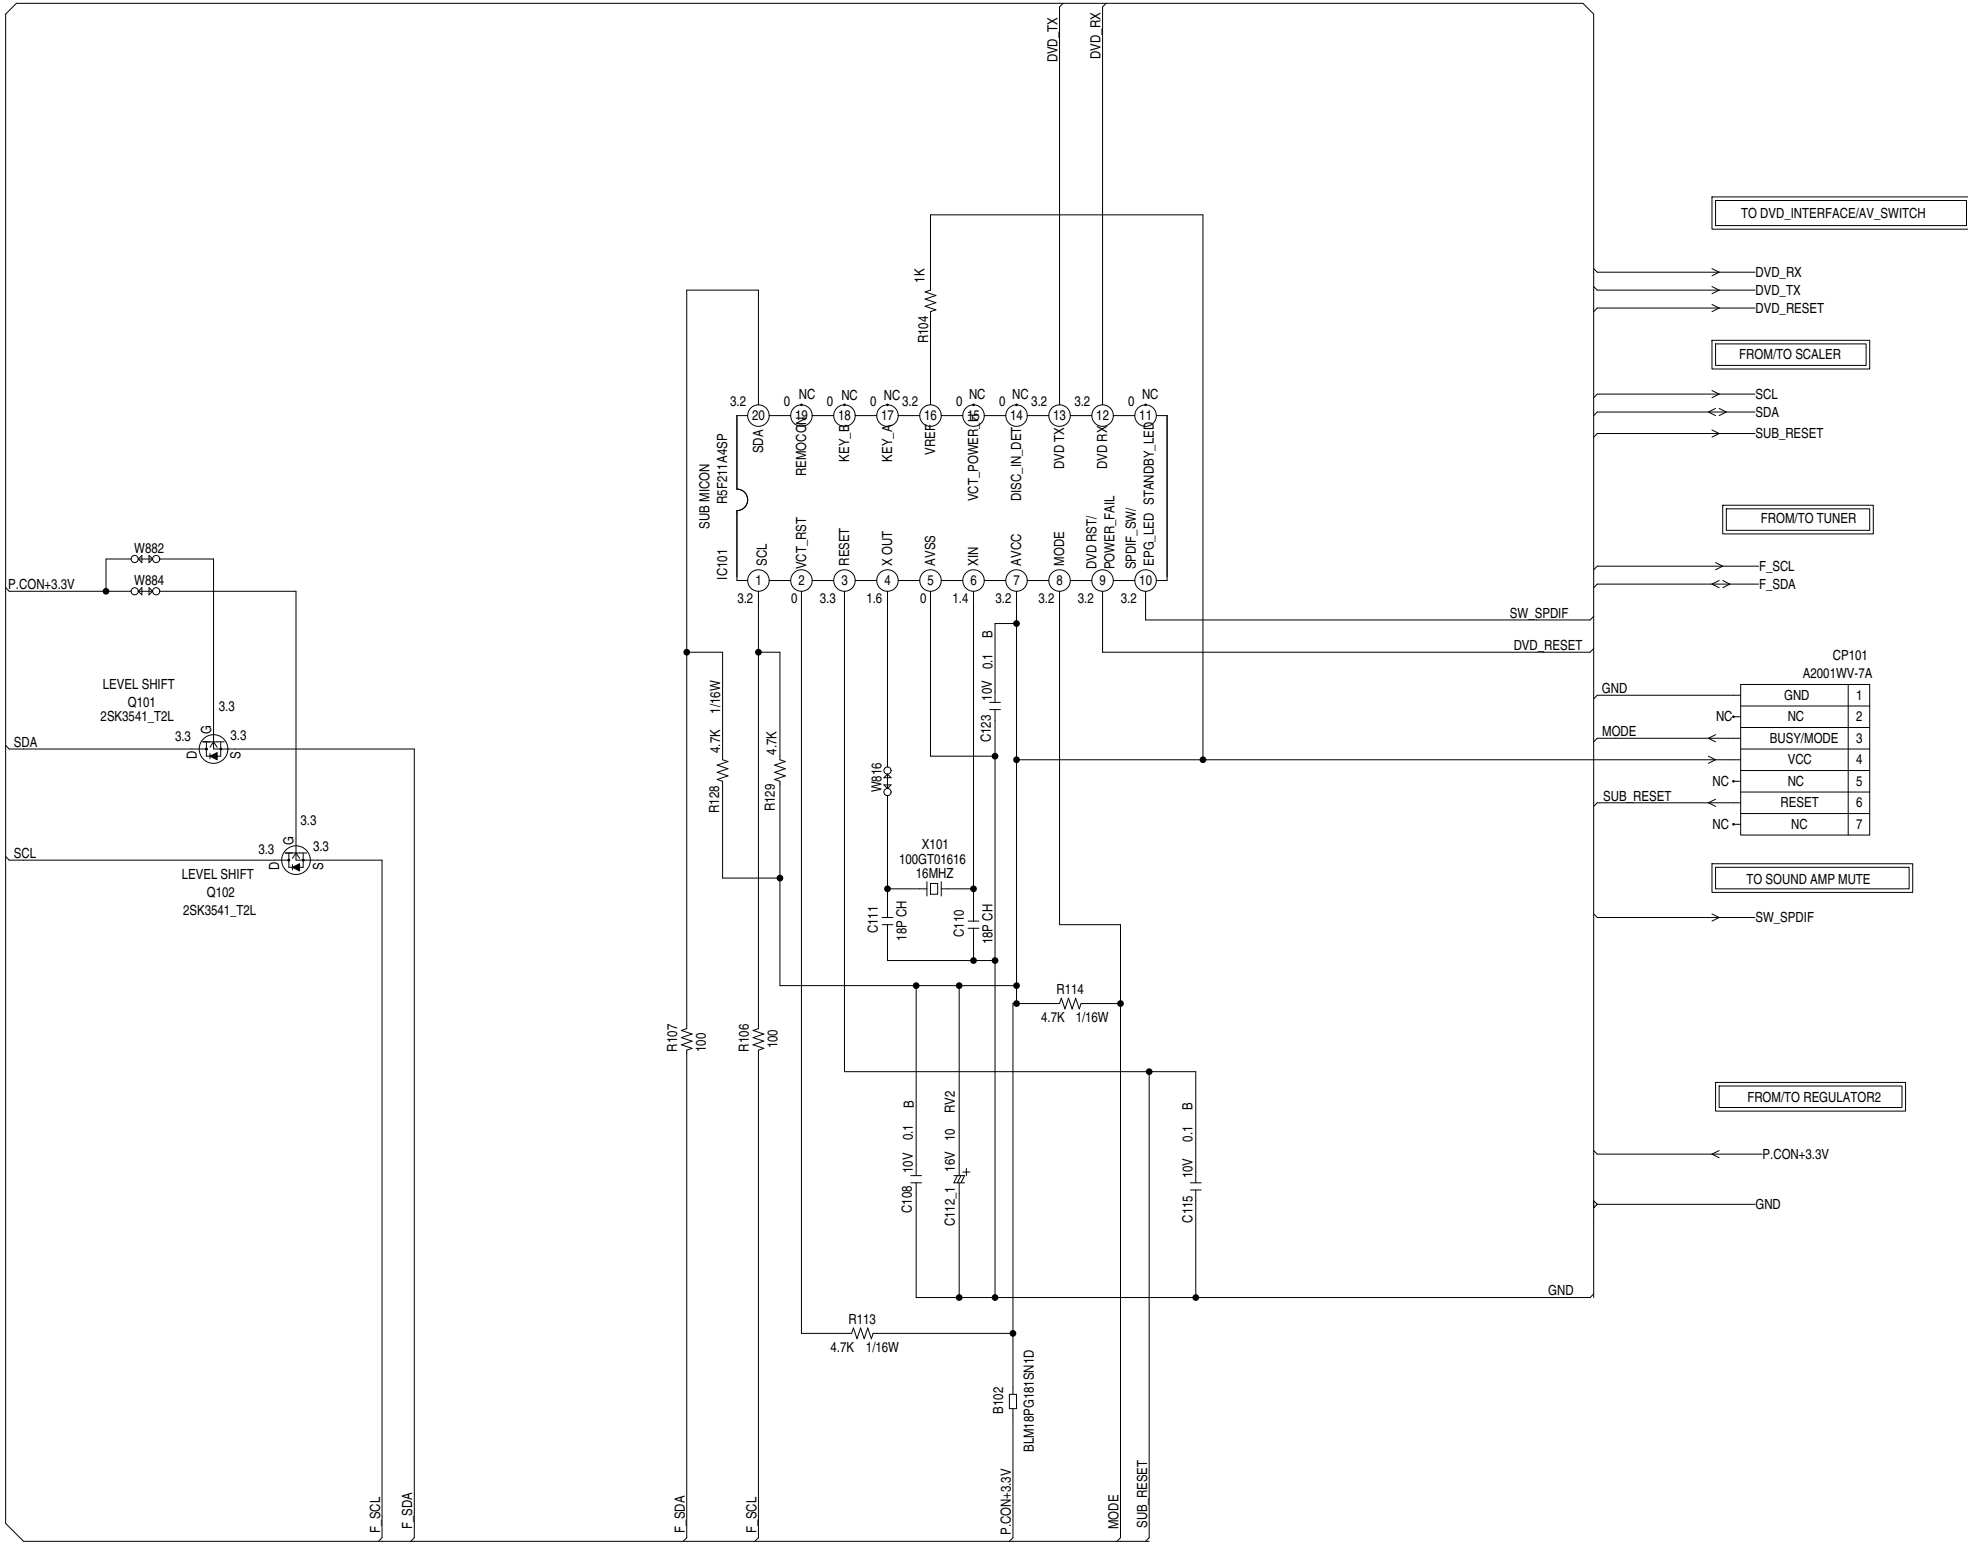 DVD_TX
DVD_RX
TO DVD_INTERFACE/AV_SWITCH
DVD_RX
DVD_TX
DVD_RESET
FROM/TO SCALER
SCL
SDA
SUB_RESET
FROM/TO TUNER
F_SCL
F_SDA
CP101
A2001WV-7A
GND
GND 1
NC NC 2
MODE
BUSY/MODE 3
VCC 4
NC NC 5
SUB_RESET
RESET 6
NC NC 7
TO SOUND AMP MUTE
SW_SPDIF
FROM/TO REGULATOR2
P.CON+3.3V
GND
R104 1K
3.2 0 NC 0 NC 0 NC 3.2 0 NC 0 NC 3.2 3.2 0 NC
20 19 18 17 16 15 14 13 12 11
SDA
REMOCON
KEY_B
KEY_A
VREF
VCT_POWER_B
DISC_IN_DET
DVD TX
DVD RX
STANDBY_LED
SUB MICON
R5F211A4SP
IC101
SCL
VCT_RST
RESET
X OUT
AVSS
XIN
AVCC
MODE
DVD RST/
POWER_FAIL
SPDIF_SW/
EPG_LED
1 2 3 4 5 6 7 8 9 10
3.2 0 3.3 1.6 0 1.4 3.2 3.2 3.2 3.2
SW_SPDIF
DVD_RESET
W882
W884
P.CON+3.3V
LEVEL SHIFT
Q101
2SK3541_T2L
3.3
3.3 G 3.3
D S
SDA
3.3
3.3 G 3.3
D S
SCL
LEVEL SHIFT
Q102
2SK3541_T2L
R128 4.7K 1/16W
R129 4.7K
W816
C123 10V 0.1 B
X101
100GT01616
16MHZ
C111
18P CH
C110
18P CH
R114
4.7K 1/16W
R107
100
R106
100
C108 10V 0.1 B
C112_1 16V 10 RV2
+
C115 10V 0.1 B
GND
R113
4.7K 1/16W
B102
BLM18PG181SN1D
F_SCL
F_SDA
F_SDA
F_SCL
P.CON+3.3V
MODE
SUB_RESET